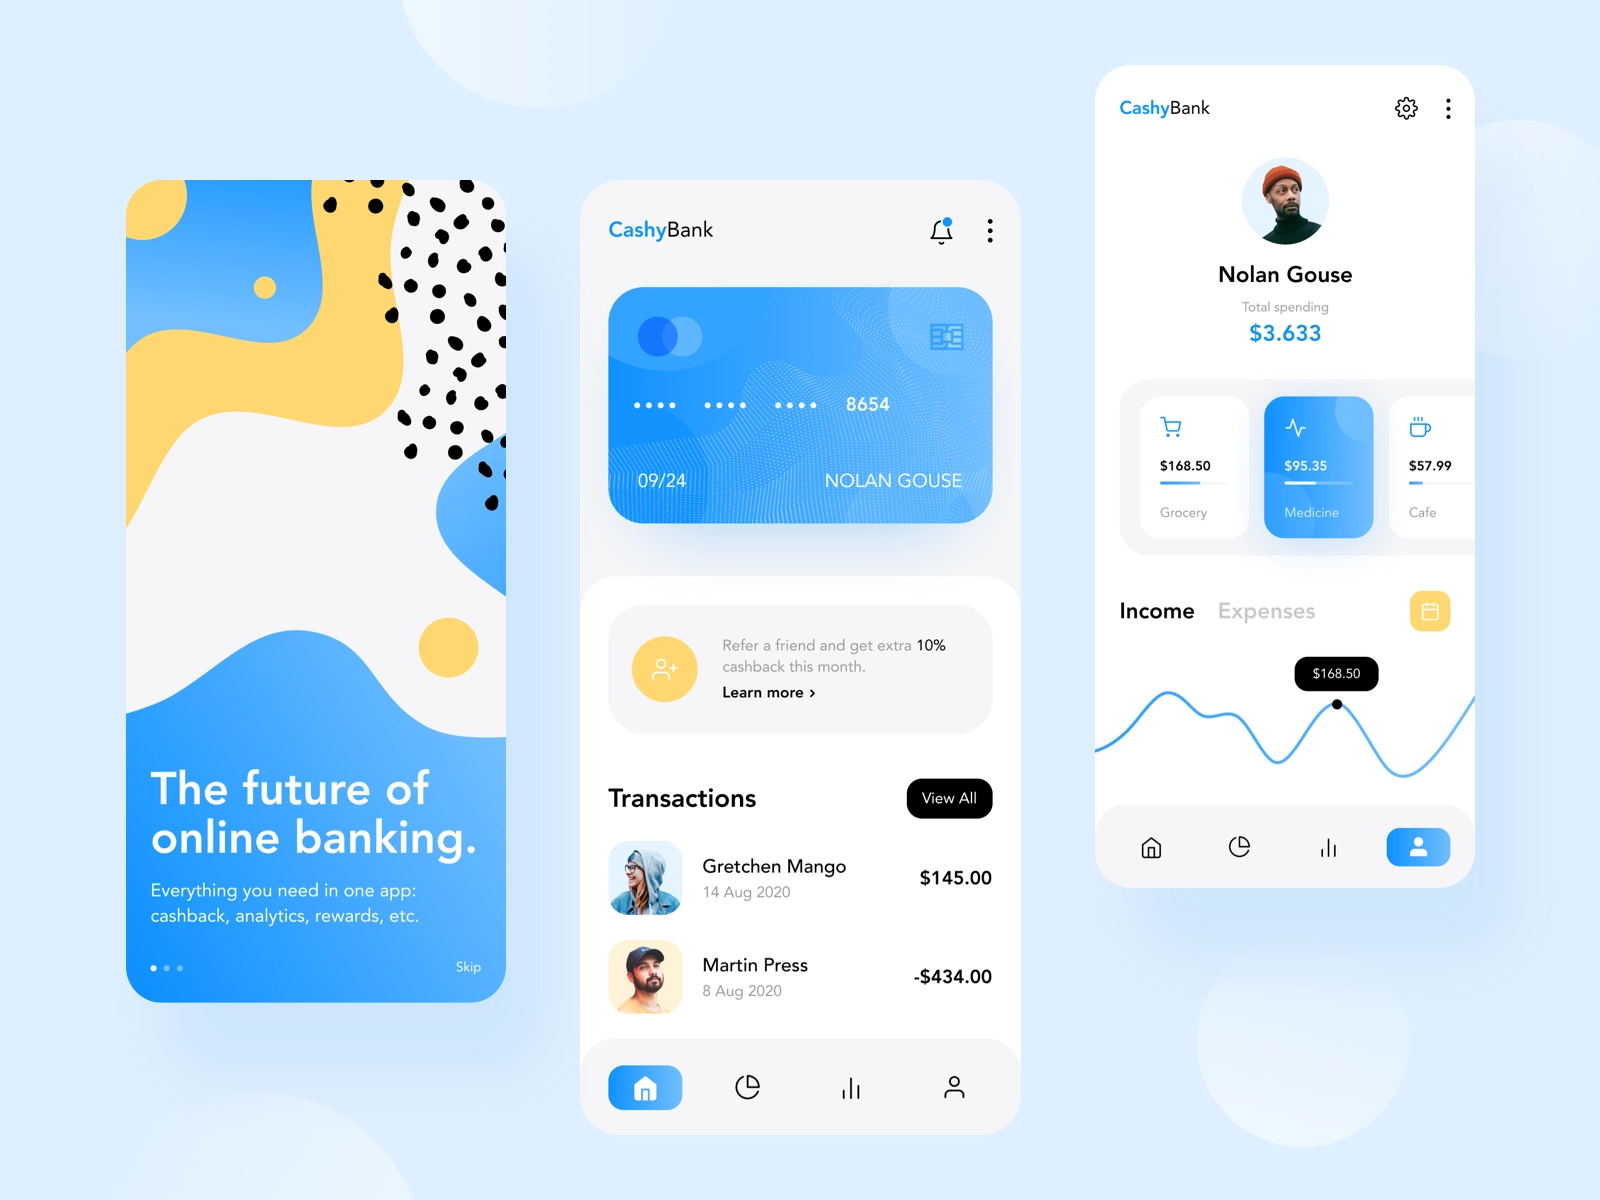 The future of
online banking.
Everything you need in one app:
cashback, analytics, rewards, etc.
Skip
CashyBank
8654
09/24
NOLAN GOUSE
Refer a friend and get extra 10%
cashback this month.
Learn more ›
Transactions
View All
Gretchen Mango
14 Aug 2020
$145.00
Martin Press
8 Aug 2020
-$434.00
CashyBank
Nolan Gouse
Total spending
$3.633
$168.50
Grocery
$95.35
Medicine
$57.99
Cafe
Income
Expenses
$168.50